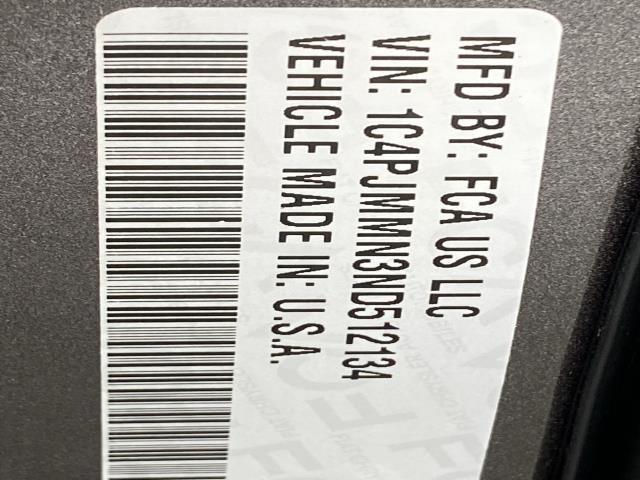 MFD BY: FCA US LLC
VIN: 1C4PJMMN3ND512134
VEHICLE MADE IN: U.S.A.